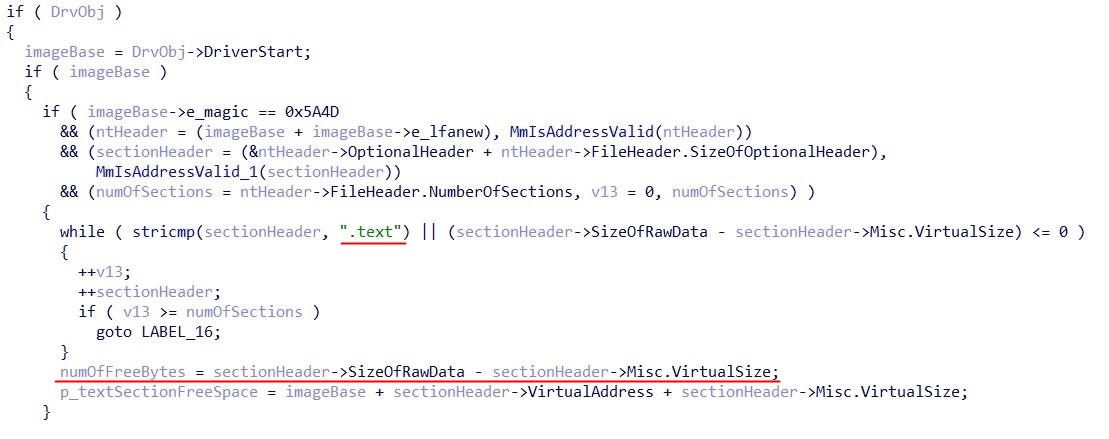 if ( DrvObj )
{
imageBase = DrvObj->DriverStart;
if ( imageBase )
{
if ( imageBase->e_magic == 0x5A4D
&& (ntHeader = (imageBase + imageBase->e_lfanew), MmIsAddressValid(ntHeader))
&& (sectionHeader = (&ntHeader->OptionalHeader + ntHeader->FileHeader.SizeOfOptionalHeader),
MmIsAddressValid_1(sectionHeader))
&& (numOfSections = ntHeader->FileHeader.NumberOfSections, v13 = 0, numOfSections) )
{
while ( stricmp(sectionHeader, ".text") || (sectionHeader->SizeOfRawData - sectionHeader->Misc.VirtualSize) <= 0 )
{
++v13;
++sectionHeader;
if ( v13 >= numOfSections )
goto LABEL_16;
}
numOfFreeBytes = sectionHeader->SizeOfRawData - sectionHeader->Misc.VirtualSize;
p_textSectionFreeSpace = imageBase + sectionHeader->VirtualAddress + sectionHeader->Misc.VirtualSize;
}